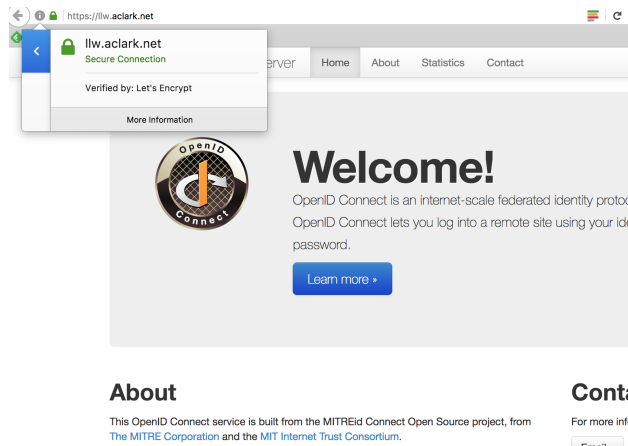 https://llw.aclark.net
llw.aclark.net
Secure Connection
Verified by: Let's Encrypt
More Information
erver Home About Statistics Contact
OpenID
Connect
Welcome!
OpenID Connect is an internet-scale federated identity protoc
OpenID Connect lets you log into a remote site using your ide
password.
Learn more »
About
Conta
This OpenID Connect service is built from the MITREid Connect Open Source project, from
The MITRE Corporation and the MIT Internet Trust Consortium.
For more inf
Email